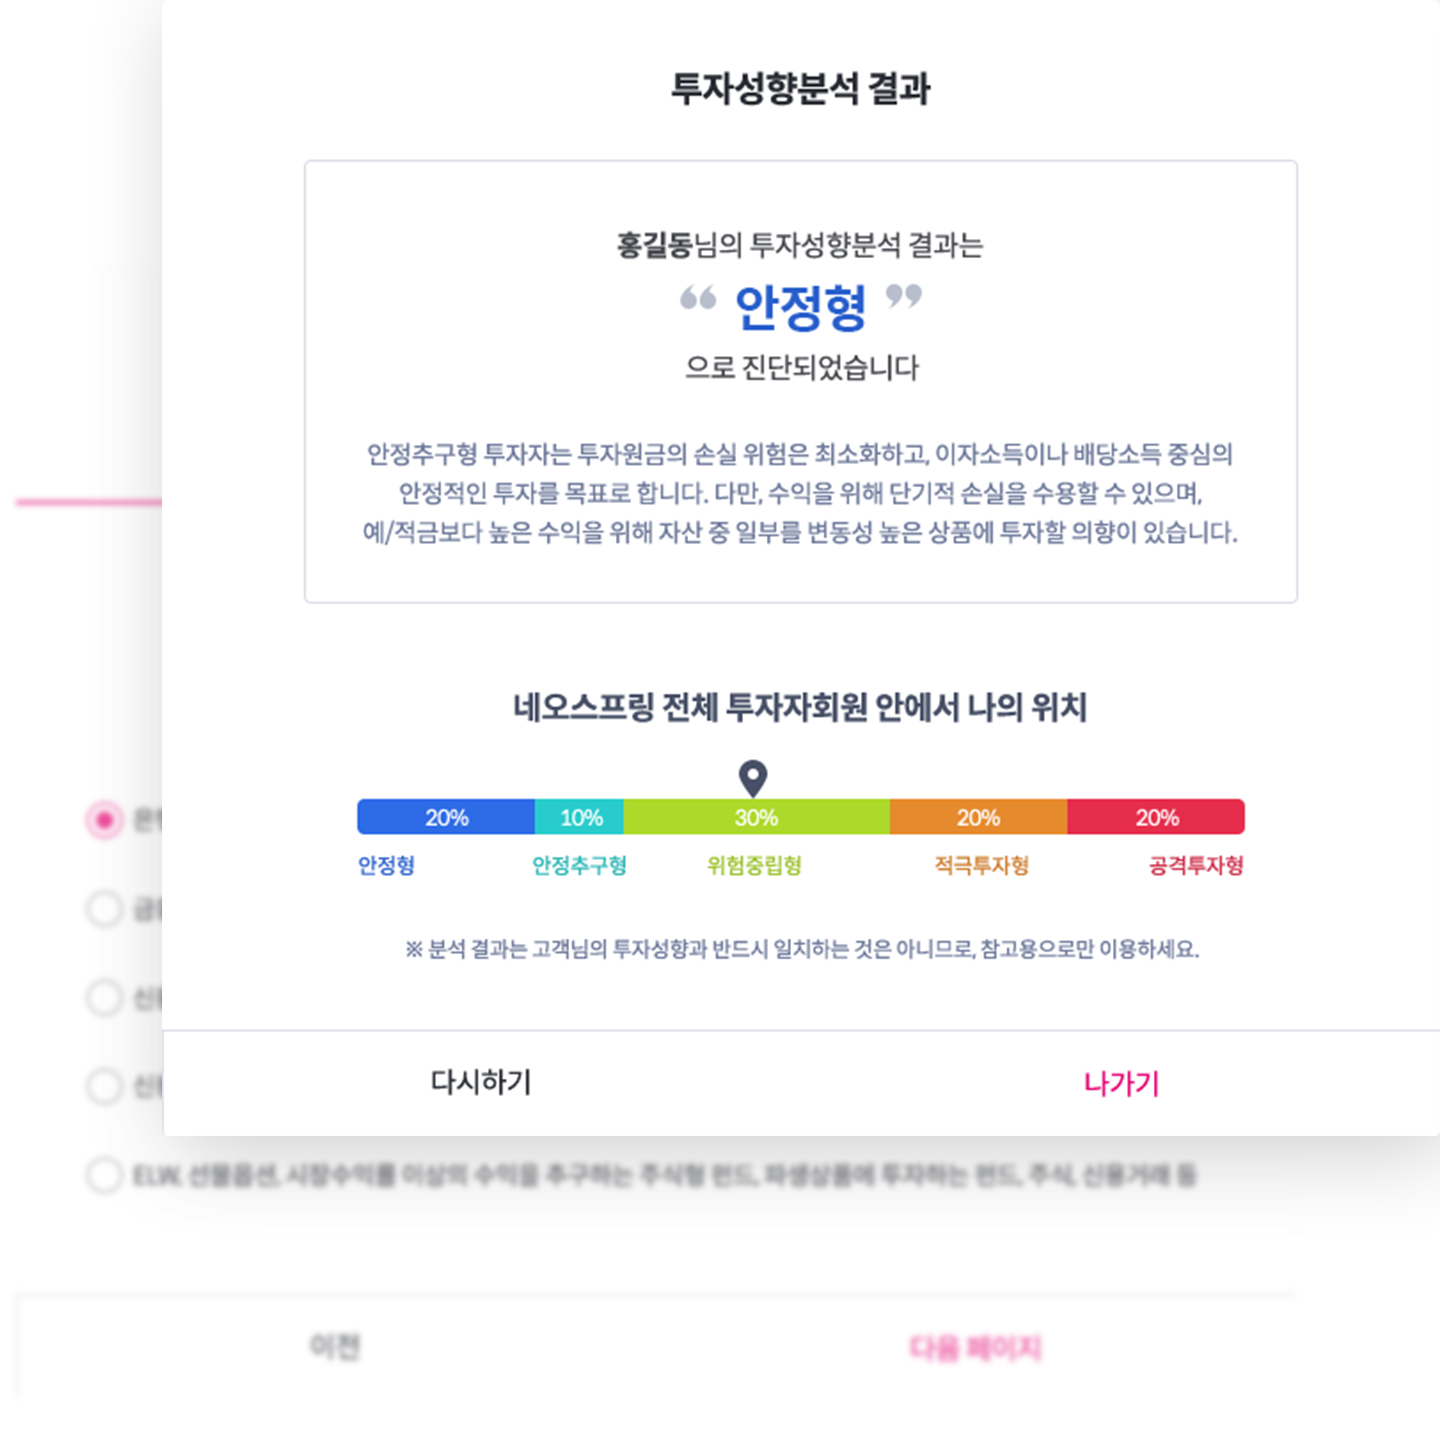 투자성향분석 결과
홍길동님의 투자성향분석 결과는
“ 안정형 ”
으로 진단되었습니다
안정추구형 투자자는 투자원금의 손실 위험은 최소화하고, 이자소득이나 배당소득 중심의
안정적인 투자를 목표로 합니다. 다만, 수익을 위해 단기적 손실을 수용할 수 있으며,
예/적금보다 높은 수익을 위해 자산 중 일부를 변동성 높은 상품에 투자할 의향이 있습니다.
네오스프링 전체 투자자회원 안에서 나의 위치
20% 10% 30% 20% 20%
안정형 안정추구형 위험중립형 적극투자형 공격투자형
※ 분석 결과는 고객님의 투자성향과 반드시 일치하는 것은 아니므로, 참고용으로만 이용하세요.
다시하기 나가기
ELW, 선물옵션, 시장수익률 이상의 수익을 추구하는 주식형 펀드, 파생상품에 투자하는 펀드, 주식, 신용거래 등
이전 다음 페이지